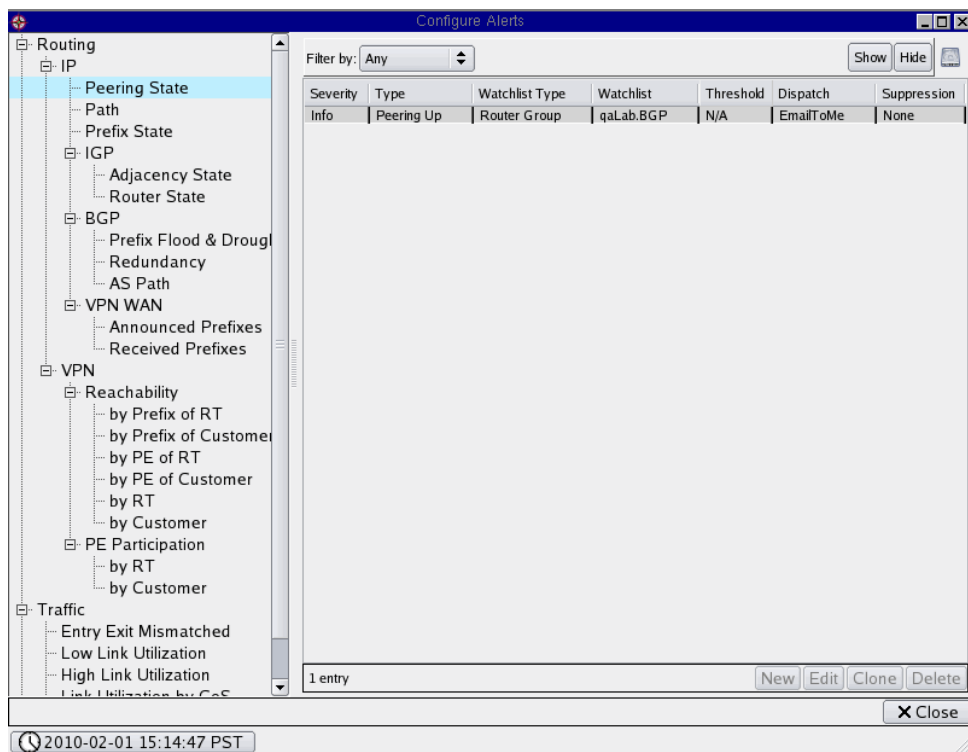 Configure Alerts
Routing
IP
Peering State
Path
Prefix State
IGP
Adjacency State
Router State
BGP
Prefix Flood & Droug
Redundancy
AS Path
VPN WAN
Announced Prefixes
Received Prefixes
VPN
Reachability
by Prefix of RT
by Prefix of Customer
by PE of RT
by PE of Customer
by RT
by Customer
PE Participation
by RT
by Customer
Traffic
Entry Exit Mismatched
Low Link Utilization
High Link Utilization
Link Utilization by CoS
Filter by: Any Show Hide
Severity Type Watchlist Type Watchlist Threshold Dispatch Suppression
Info Peering Up Router Group qaLab.BGP N/A EmailToMe None
1 entry New Edit Clone Delete
Close
2010-02-01 15:14:47 PST